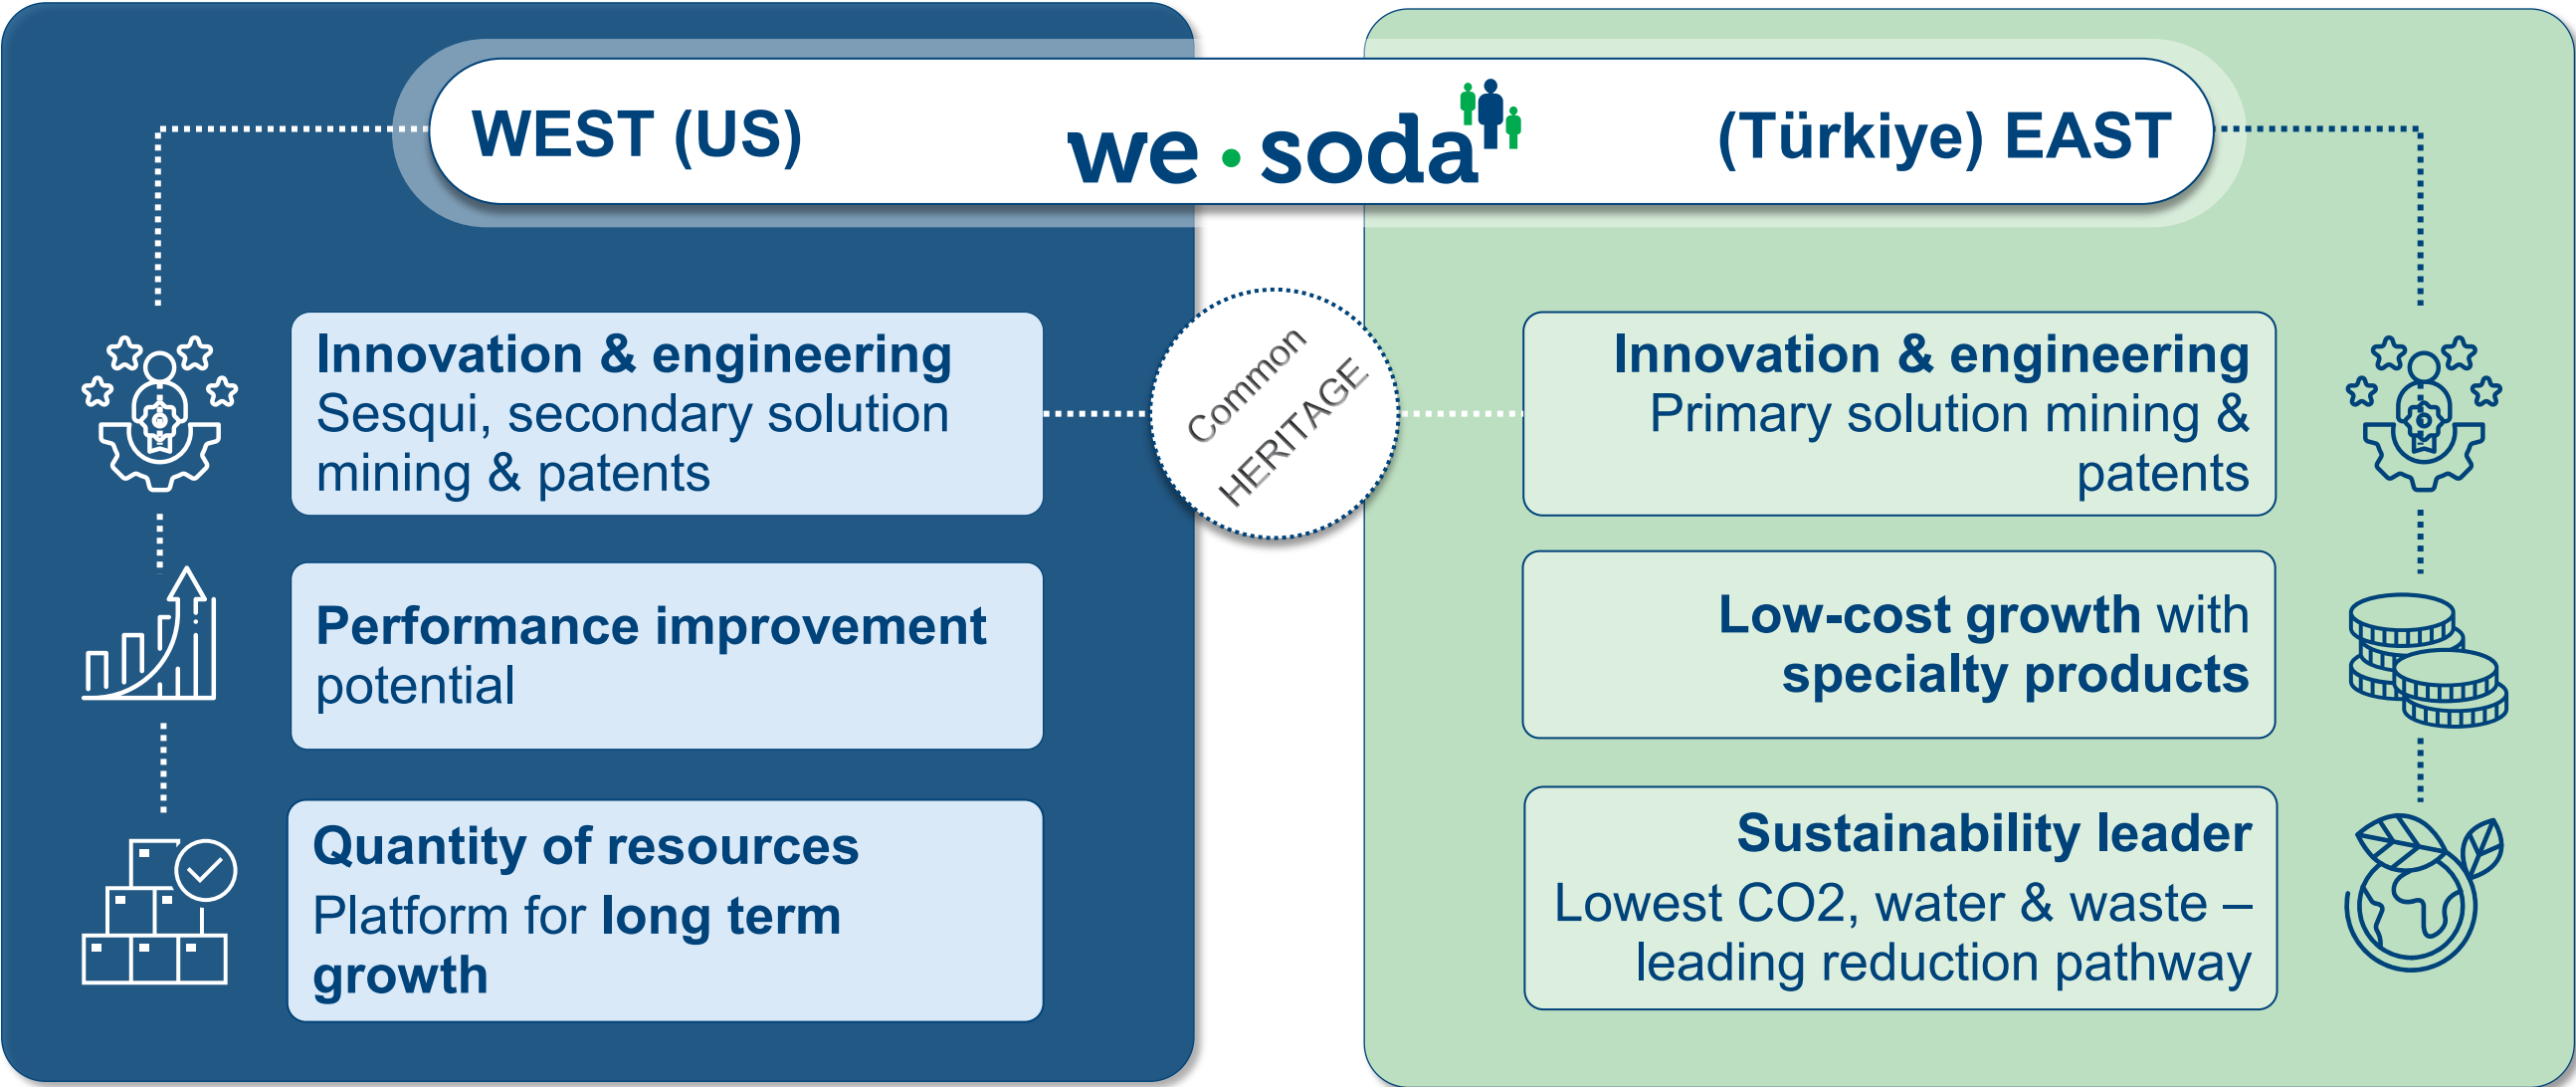 WEST (US)
we·soda
(Türkiye) EAST
Innovation & engineering
Sesqui, secondary solution
mining & patents
Performance improvement
potential
Quantity of resources
Platform for long term
growth
Common
HERITAGE
Innovation & engineering
Primary solution mining &
patents
Low-cost growth with
specialty products
Sustainability leader
Lowest CO2, water & waste –
leading reduction pathway